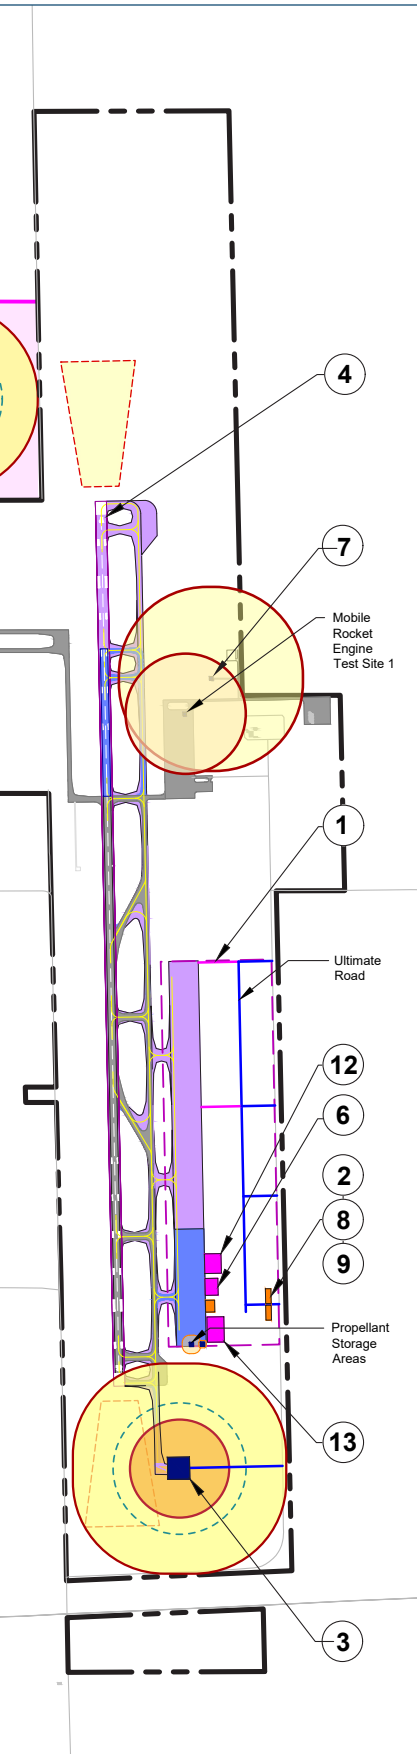 4
7
Mobile
Rocket
Engine
Test Site 1
1
Ultimate
Road
12
6
2
8
9
Propellant
Storage
Areas
13
3